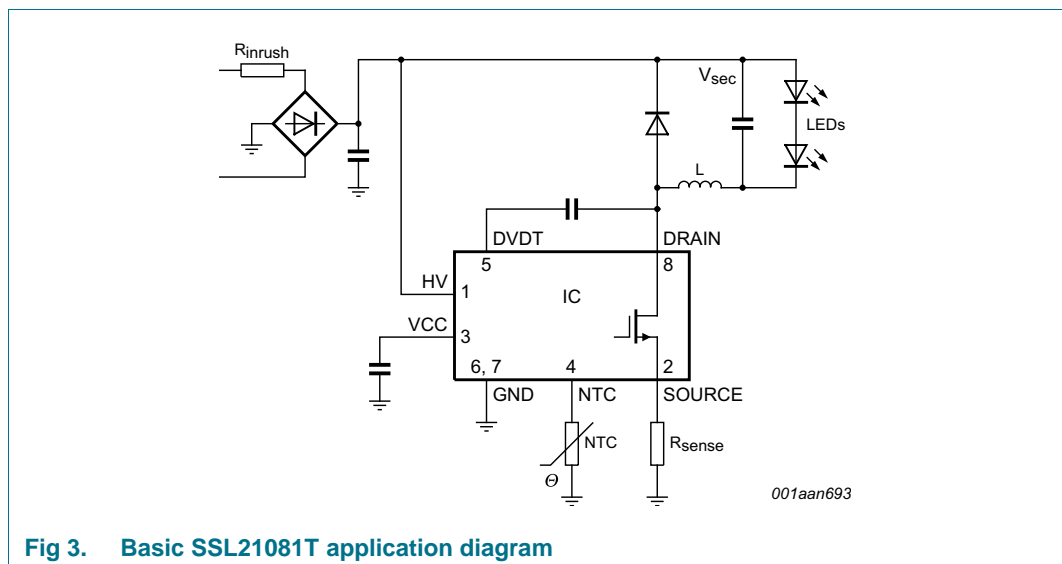 Rinrush
Vsec
LEDs
L
DVDT
DRAIN
5
8
HV
1
IC
VCC
3
6, 7
4
2
GND
NTC
SOURCE
NTC
Rsense
Θ
001aan693
Fig 3. Basic SSL21081T application diagram